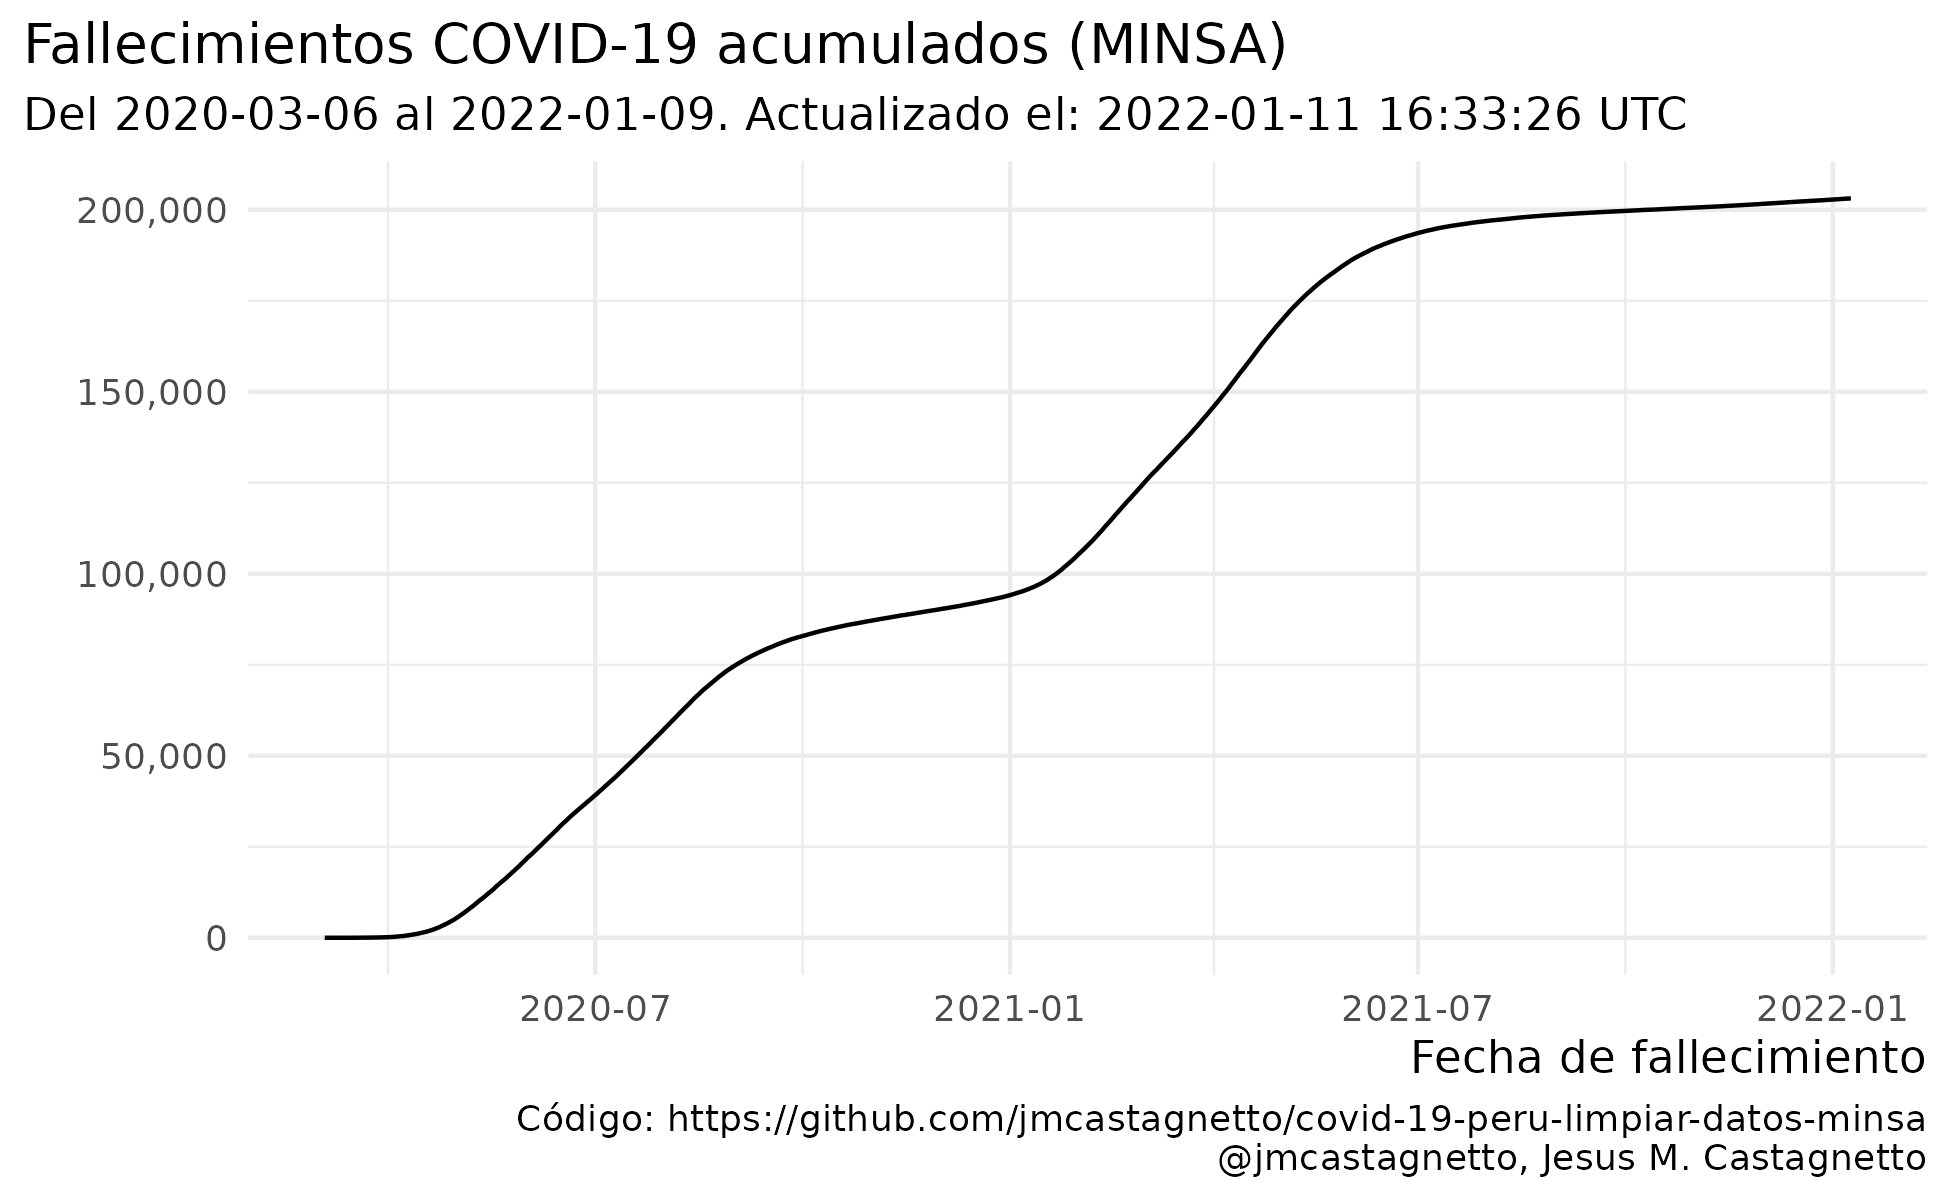 Fallecimientos COVID-19 acumulados (MINSA)
Del 2020-03-06 al 2022-01-09. Actualizado el: 2022-01-11 16:33:26 UTC
200,000
150,000
100,000
50,000
0
2020-07 2021-01 2021-07 2022-01
Fecha de fallecimiento
Código: https://github.com/jmcastagnetto/covid-19-peru-limpiar-datos-minsa
@jmcastagnetto, Jesus M. Castagnetto